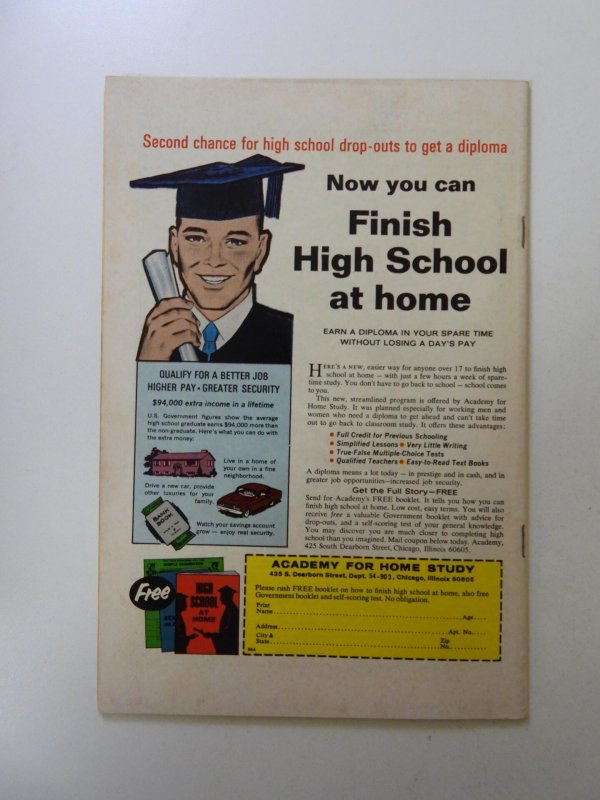 Second chance for high school drop-outs to get a diploma
Now you can
Finish
High School
at home
EARN A DIPLOMA IN YOUR SPARE TIME
WITHOUT LOSING A DAY'S PAY
QUALIFY FOR A BETTER JOB
HIGHER PAY • GREATER SECURITY
$94,000 extra income in a lifetime
U.S. Government figures show the average
high school graduate earns $94,000 more than
the non-graduate. Here's what you can do with
the extra money:
Live in a home of
your own in a fine
neighborhood.
Drive a new car, provide
other luxuries for your
family.
BANK
BOOK
Watch your savings account
grow — enjoy real security.
HERE'S A NEW, easier way for anyone over 17 to finish high
school at home — with just a few hours a week of spare-
time study. You don't have to go back to school — school comes
to you.
This new, streamlined program is offered by Academy for
Home Study. It was planned especially for working men and
women who need a diploma to get ahead and can't take time
out to go back to classroom study. It offers these advantages:
• Full Credit for Previous Schooling
• Simplified Lessons • Very Little Writing
• True-False Multiple-Choice Tests
• Qualified Teachers • Easy-to-Read Text Books
A diploma means a lot today — in prestige and in cash, and in
greater job opportunities—increased job security.
Get the Full Story—FREE
Send for Academy's FREE booklet. It tells you how you can
finish high school at home. Low cost, easy terms. You will also
receive free a valuable Government booklet with advice for
drop-outs, and a self-scoring test of your general knowledge.
You may discover you are much closer to completing high
school than you imagined. Mail coupon below today. Academy,
425 South Dearborn Street, Chicago, Illinois 60605.
Free
HIGH
SCHOOL
AT
HOME
ACADEMY FOR HOME STUDY
425 S. Dearborn Street, Dept. 54-903, Chicago, Illinois 60605
Please rush FREE booklet on how to finish high school at home, also free
Government booklet and self-scoring test. No obligation.
Print
Name Age
Address Apt. No.
City & Zip
State No.